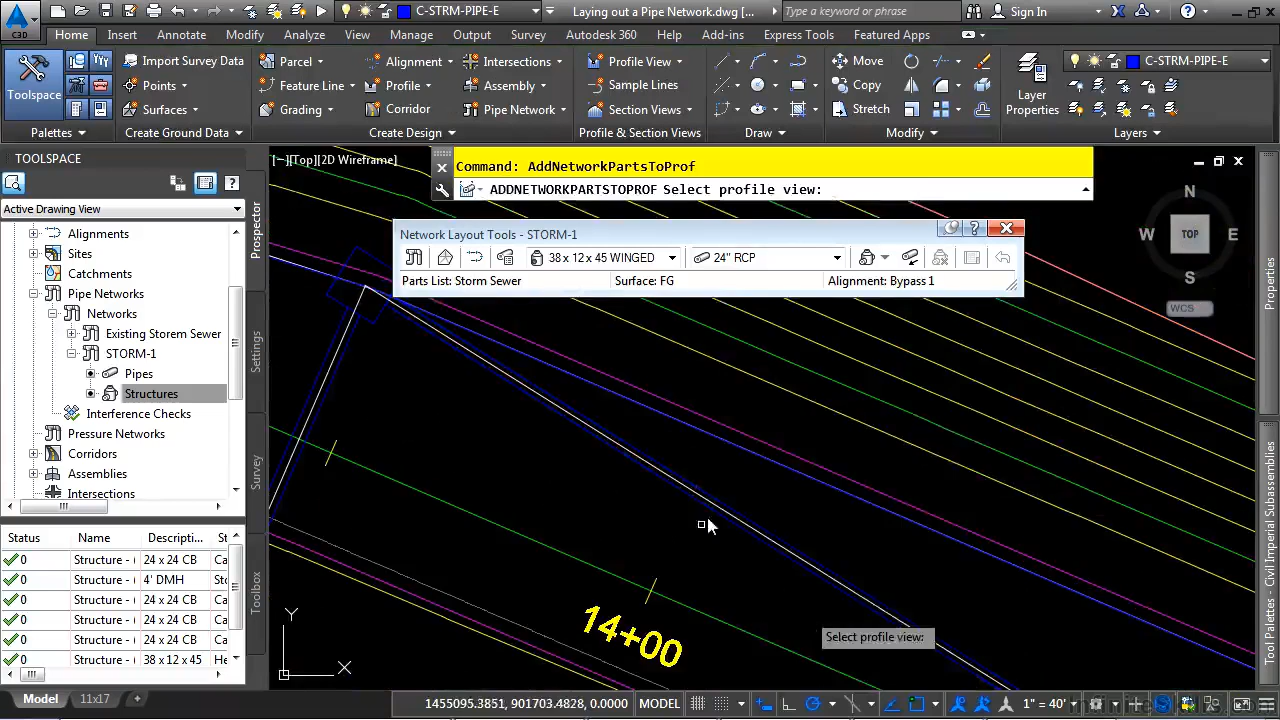 C3D
C-STRM-PIPE-E
Laying out a Pipe Network.dwg [...
Type a keyword or phrase
Sign In
Home Insert Annotate Modify Analyze View Manage Output Survey Autodesk 360 Help Add-ins Express Tools Featured Apps
Toolspace
Import Survey Data
Points
Surfaces
Parcel
Feature Line
Grading
Alignment
Profile
Corridor
Intersections
Assembly
Pipe Network
Profile View
Sample Lines
Section Views
Move
Copy
Stretch
Layer
Properties
C-STRM-PIPE-E
Palettes Create Ground Data Create Design Profile & Section Views Draw Modify Layers
TOOLSPACE
Active Drawing View
Alignments
Sites
Catchments
Pipe Networks
Networks
Existing Storem Sewer
STORM-1
Pipes
Structures
Interference Checks
Pressure Networks
Corridors
Assemblies
Intersections
Prospector
Settings
Survey
Toolbox
Status Name Descripti... St
0 Structure - ( 24 x 24 CB Ca
0 Structure - ( 4' DMH Sto
0 Structure - ( 24 x 24 CB Ca
0 Structure - ( 24 x 24 CB Ca
0 Structure - ( 24 x 24 CB Ca
0 Structure - ( 38 x 12 x 45 He
[−][Top][2D Wireframe]
Command: AddNetworkPartsToProf
ADDNETWORKPARTSTOPROF Select profile view:
Network Layout Tools - STORM-1
38 x 12 x 45 WINGED
24" RCP
Parts List: Storm Sewer
Surface: FG
Alignment: Bypass 1
N
W TOP E
S
WCS
14+00
Select profile view:
Y
X
Properties
Tool Palettes - Civil Imperial Subassemblies
Model 11x17
1455095.3851, 901703.4828, 0.0000 MODEL
1" = 40'